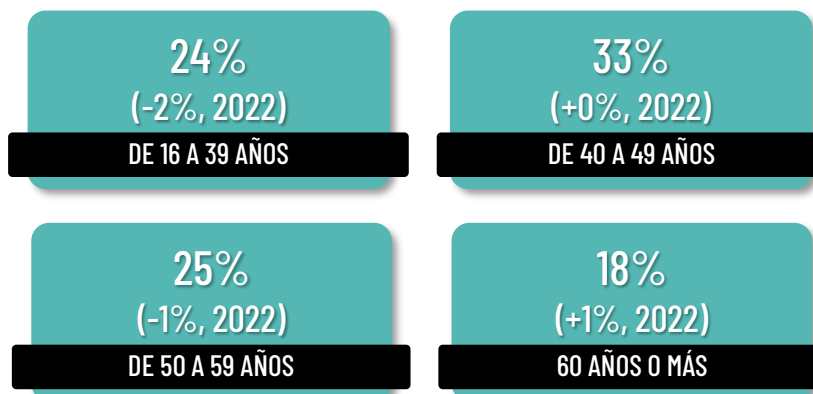 24%
(-2%, 2022)
DE 16 A 39 AÑOS
33%
(+0%, 2022)
DE 40 A 49 AÑOS
25%
(-1%, 2022)
DE 50 A 59 AÑOS
18%
(+1%, 2022)
60 AÑOS O MÁS